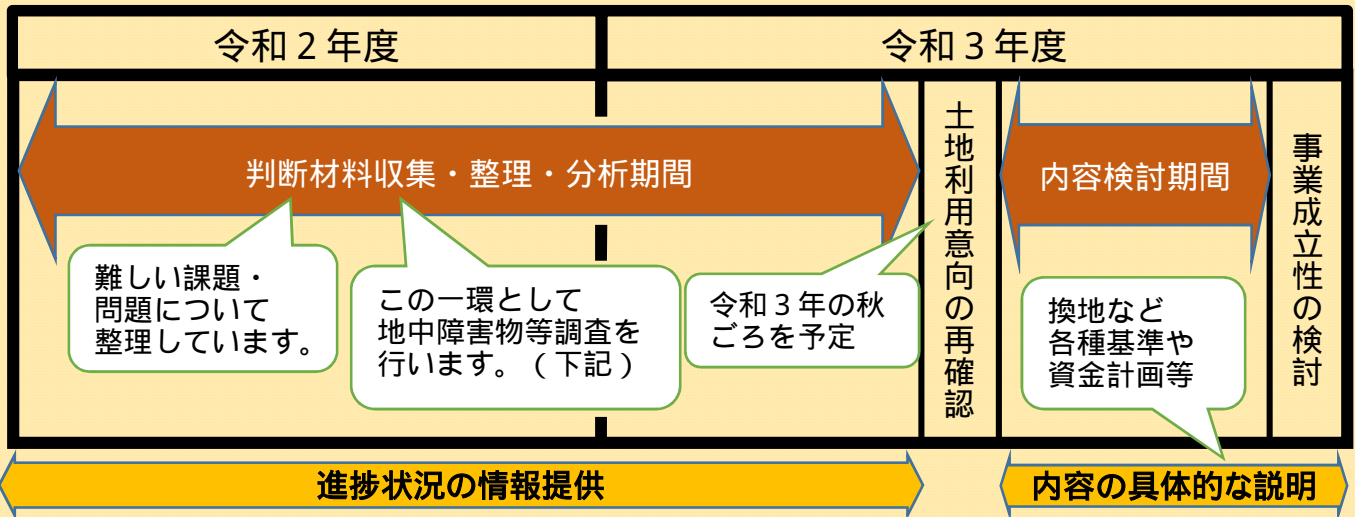 令和２年度
令和３年度
判断材料収集・整理・分析期間
難しい課題・
問題について
整理しています。
この一環として
地中障害物等調査を
行います。（下記）
令和３年の秋
ごろを予定
土地利用意向の再確認
内容検討期間
換地など
各種基準や
資金計画等
事業成立性の検討
進捗状況の情報提供
内容の具体的な説明